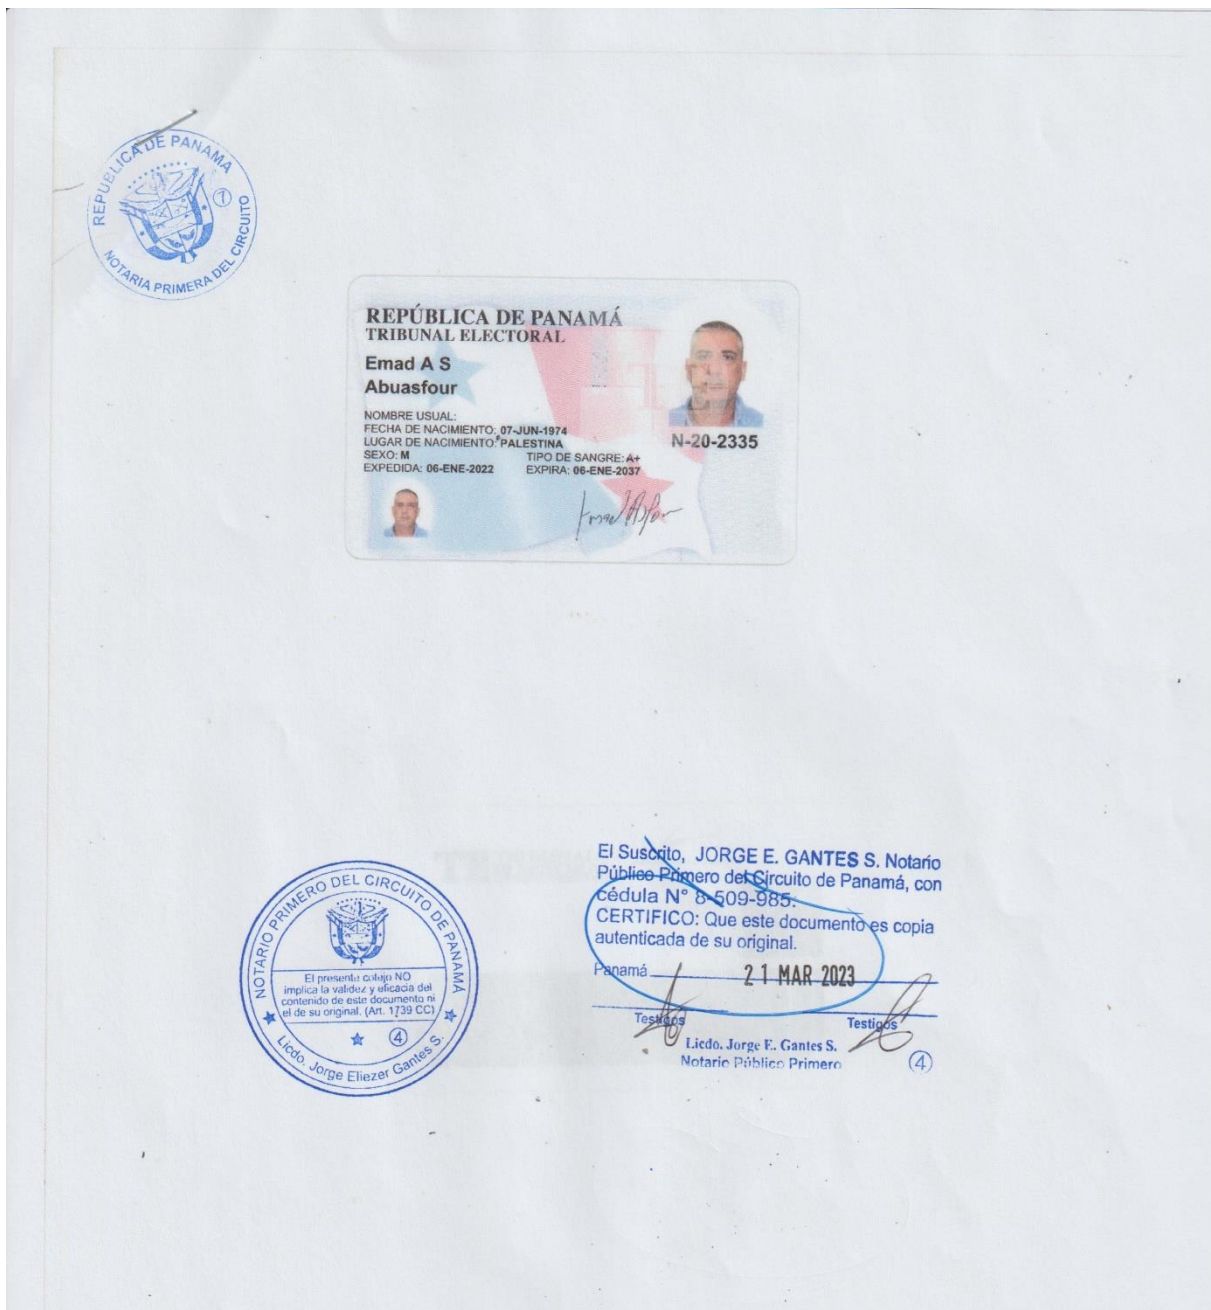 REPUBLICA DE PANAMA
7
NOTARIA PRIMERA DEL CIRCUITO
REPÚBLICA DE PANAMÁ
TRIBUNAL ELECTORAL
Emad A S
Abuasfour
NOMBRE USUAL:
FECHA DE NACIMIENTO: 07-JUN-1974
LUGAR DE NACIMIENTO: PALESTINA
SEXO: M TIPO DE SANGRE: A+
EXPEDIDA: 06-ENE-2022 EXPIRA: 06-ENE-2037
N-20-2335
El Suscrito, JORGE E. GANTES S. Notario
Público Primero del Circuito de Panamá, con
cédula N° 8-509-985.
CERTIFICO: Que este documento es copia
autenticada de su original.
Panamá 21 MAR 2023
Testigos Testigos
Licdo. Jorge E. Gantes S.
Notario Público Primero
4
NOTARIO PRIMERO DEL CIRCUITO DE PANAMÁ
El presente cotejo NO
implica la validez y eficacia del
contenido de este documento ni
el de su original. (Art. 1739 CC)
4
Licdo. Jorge Eliezer Gantes S.